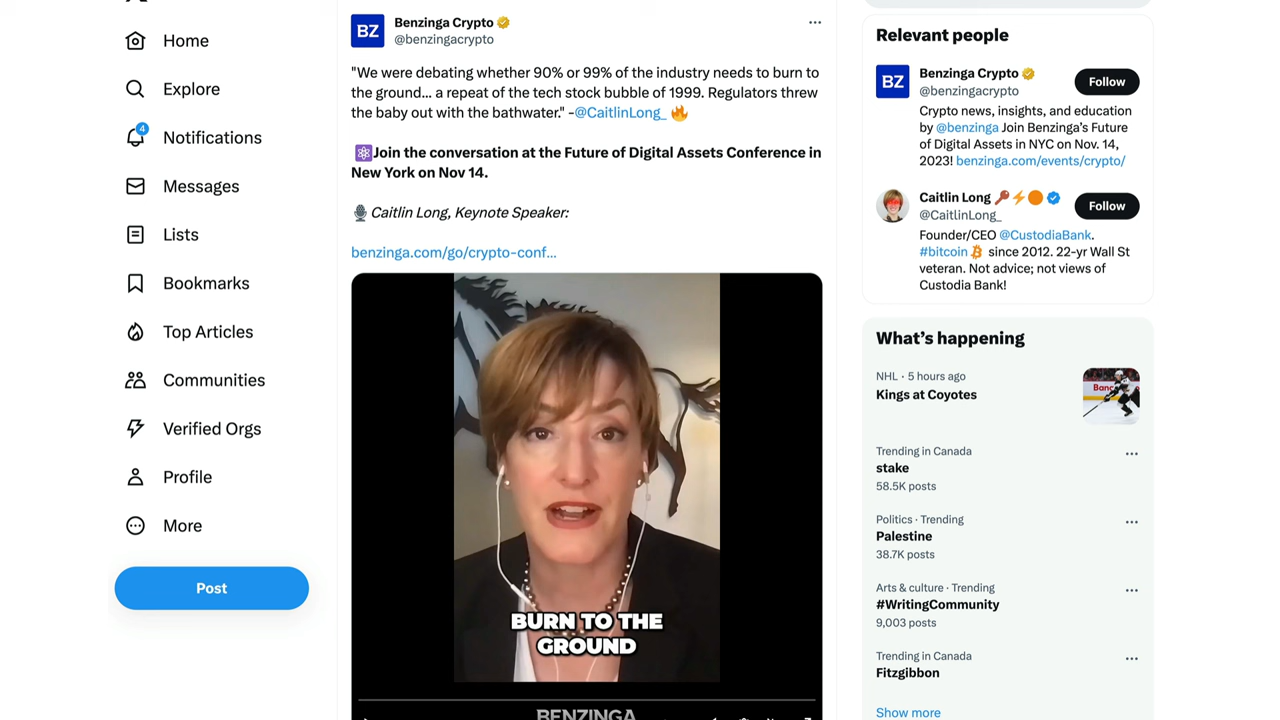 Home
Explore
4
Notifications
Messages
Lists
Bookmarks
Top Articles
Communities
Verified Orgs
Profile
More
Post
BZ
Benzinga Crypto
@benzingacrypto
"We were debating whether 90% or 99% of the industry needs to burn to
the ground... a repeat of the tech stock bubble of 1999. Regulators threw
the baby out with the bathwater." -@CaitlinLong_
Join the conversation at the Future of Digital Assets Conference in
New York on Nov 14.
Caitlin Long, Keynote Speaker:
benzinga.com/go/crypto-conf...
BURN TO THE
GROUND
BENZINGA
Relevant people
BZ
Benzinga Crypto
@benzingacrypto
Follow
Crypto news, insights, and education
by @benzinga Join Benzinga's Future
of Digital Assets in NYC on Nov. 14,
2023! benzinga.com/events/crypto/
Caitlin Long
@CaitlinLong_
Follow
Founder/CEO @CustodiaBank.
#bitcoin since 2012. 22-yr Wall St
veteran. Not advice; not views of
Custodia Bank!
What's happening
NHL · 5 hours ago
Kings at Coyotes
Trending in Canada
stake
58.5K posts
Politics · Trending
Palestine
38.7K posts
Arts & culture · Trending
#WritingCommunity
9,003 posts
Trending in Canada
Fitzgibbon
Show more